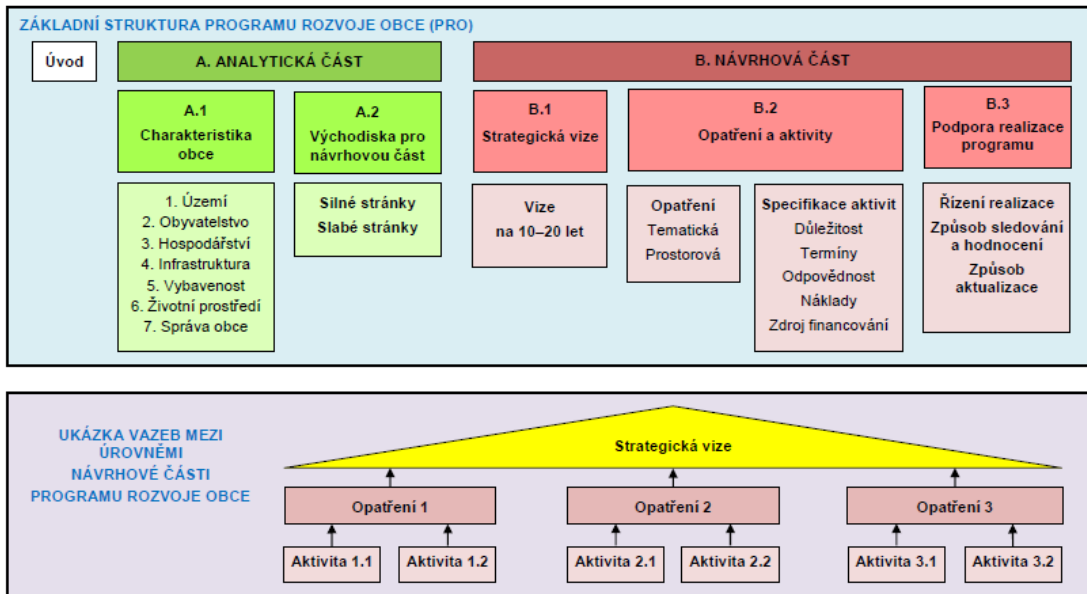 ZÁKLADNÍ STRUKTURA PROGRAMU ROZVOJE OBCE (PRO)
Úvod
A. ANALYTICKÁ ČÁST
B. NÁVRHOVÁ ČÁST
A.1
Charakteristika
obce
A.2
Východiska pro
návrhovou část
B.1
Strategická vize
B.2
Opatření a aktivity
B.3
Podpora realizace
programu
1. Území
2. Obyvatelstvo
3. Hospodářství
4. Infrastruktura
5. Vybavenost
6. Životní prostředí
7. Správa obce
Silné stránky
Slabé stránky
Vize
na 10–20 let
Opatření
Tematická
Prostorová
Specifikace aktivit
Důležitost
Termíny
Odpovědnost
Náklady
Zdroj financování
Řízení realizace
Způsob sledování
a hodnocení
Způsob
aktualizace
UKÁZKA VAZEB MEZI
ÚROVNĚMI
NÁVRHOVÉ ČÁSTI
PROGRAMU ROZVOJE OBCE
Strategická vize
Opatření 1
Opatření 2
Opatření 3
Aktivita 1.1
Aktivita 1.2
Aktivita 2.1
Aktivita 2.2
Aktivita 3.1
Aktivita 3.2